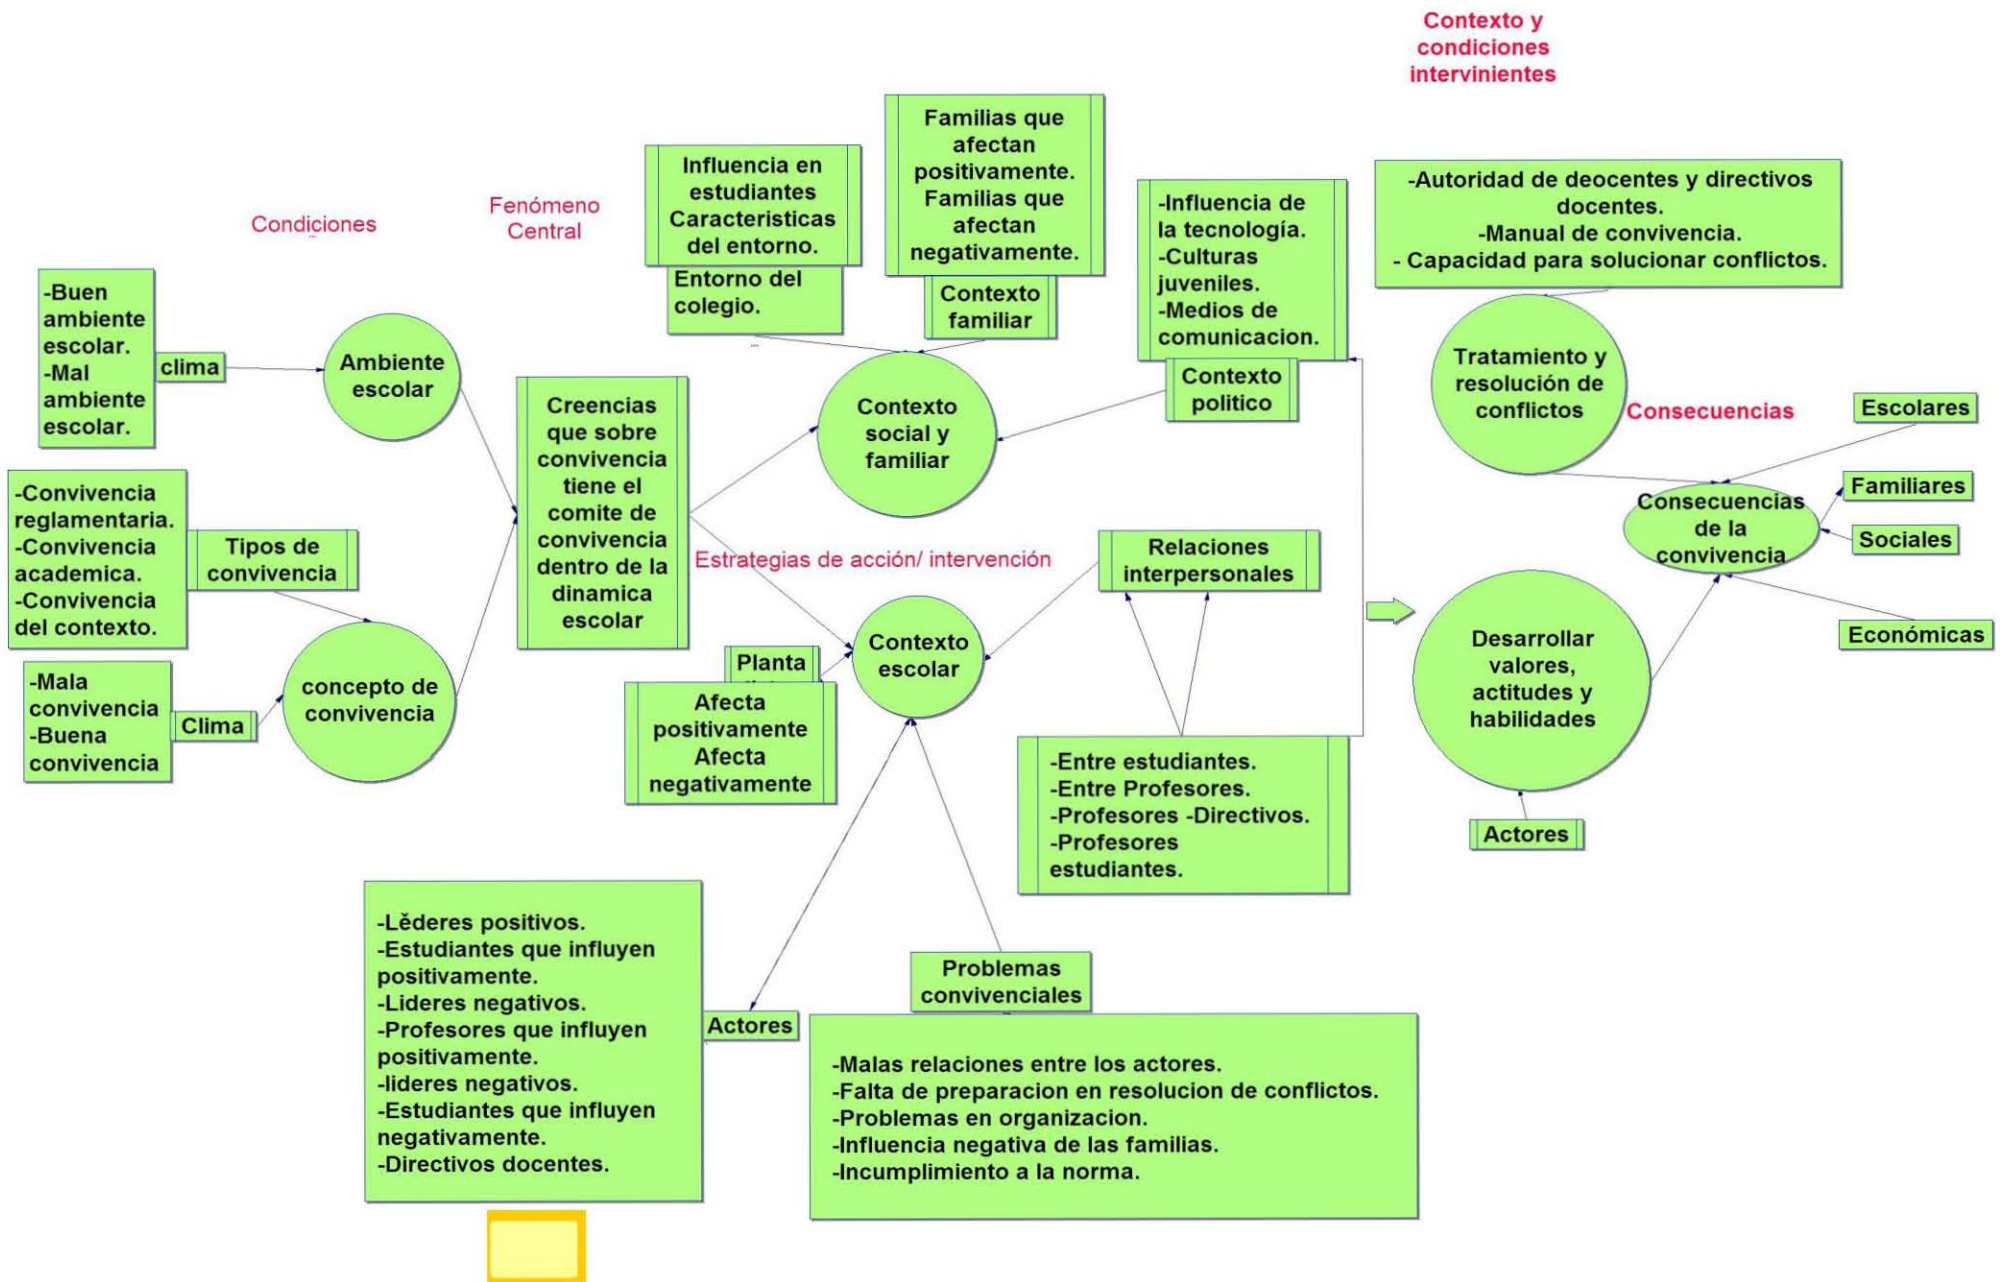 Contexto y
condiciones
intervinientes
Condiciones
Fenómeno
Central
-Buen
ambiente
escolar.
-Mal
ambiente
escolar.
clima
Ambiente
escolar
-Convivencia
reglamentaria.
-Convivencia
academica.
-Convivencia
del contexto.
Tipos de
convivencia
-Mala
convivencia
-Buena
convivencia
Clima
concepto de
convivencia
Creencias
que sobre
convivencia
tiene el
comite de
convivencia
dentro de la
dinamica
escolar
Influencia en
estudiantes
Características
del entorno.
Entorno del
colegio.
Familias que
afectan
positivamente.
Familias que
afectan
negativamente.
Contexto
familiar
-Influencia de
la tecnología.
-Culturas
juveniles.
-Medios de
comunicacion.
Contexto
politico
Contexto
social y
familiar
Estrategias de acción/ intervención
Relaciones
interpersonales
Contexto
escolar
Planta
Afecta
positivamente
Afecta
negativamente
-Entre estudiantes.
-Entre Profesores.
-Profesores -Directivos.
-Profesores
estudiantes.
-Lěderes positivos.
-Estudiantes que influyen
positivamente.
-Lideres negativos.
-Profesores que influyen
positivamente.
-lideres negativos.
-Estudiantes que influyen
negativamente.
-Directivos docentes.
Actores
Problemas
convivenciales
-Malas relaciones entre los actores.
-Falta de preparacion en resolucion de conflictos.
-Problemas en organizacion.
-Influencia negativa de las familias.
-Incumplimiento a la norma.
-Autoridad de deocentes y directivos
docentes.
-Manual de convivencia.
- Capacidad para solucionar conflictos.
Tratamiento y
resolución de
conflictos
Consecuencias
Escolares
Familiares
Sociales
Económicas
Consecuencias
de la
convivencia
Desarrollar
valores,
actitudes y
habilidades
Actores